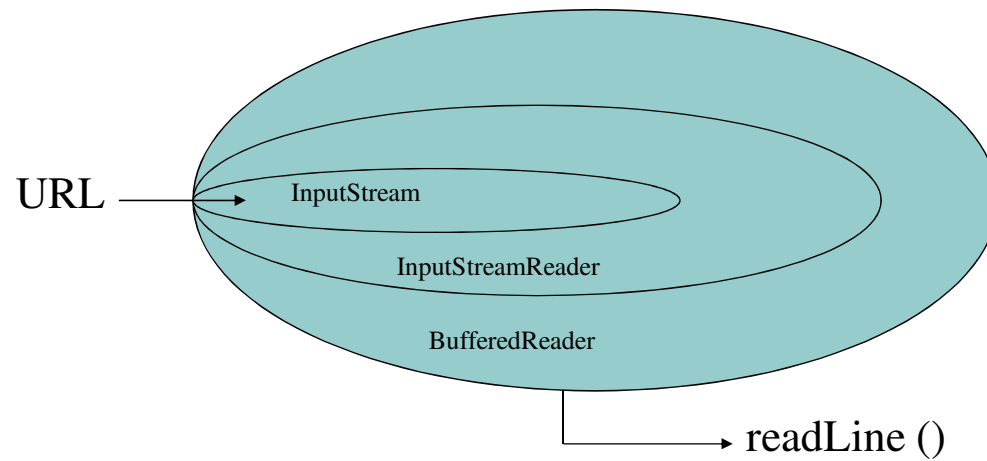 URL
InputStream
InputStreamReader
BufferedReader
readLine ()